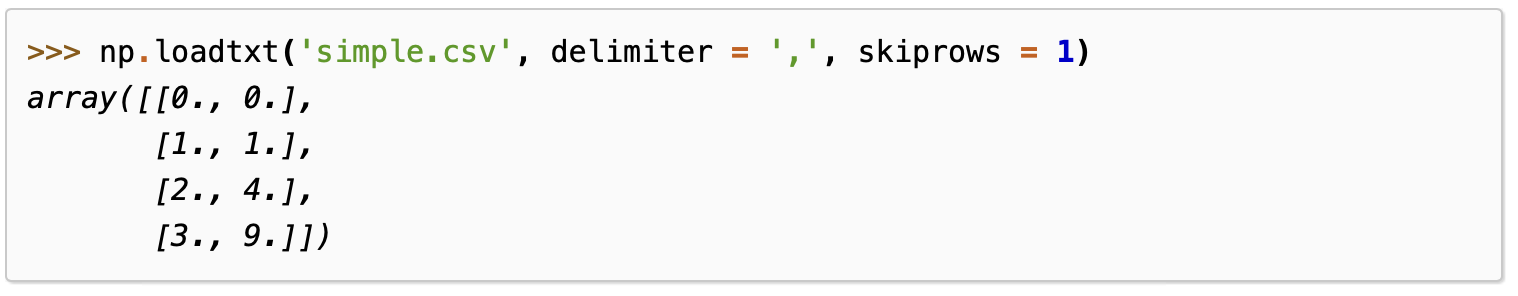 >>> np.loadtxt('simple.csv', delimiter = ',', skiprows = 1)
array([[0., 0.],
       [1., 1.],
       [2., 4.],
       [3., 9.]])